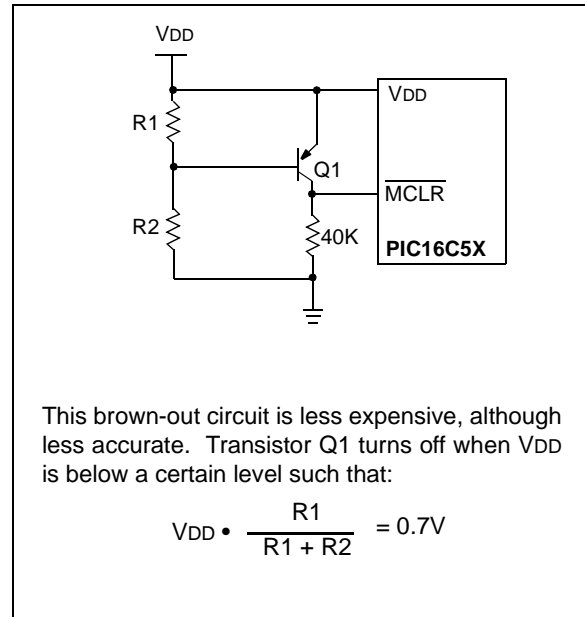 VDD
VDD
R1
Q1
MCLR
R2
40K
PIC16C5X
This brown-out circuit is less expensive, although
less accurate. Transistor Q1 turns off when VDD
is below a certain level such that:
VDD • R1 / R1 + R2 = 0.7V